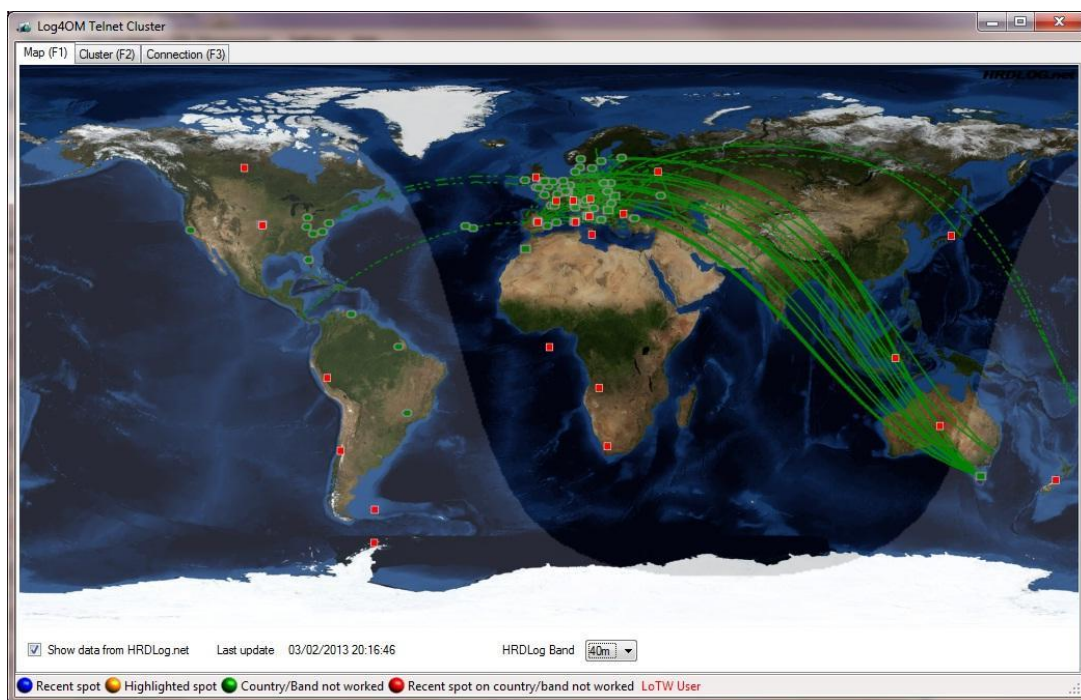 Log4OM Telnet Cluster
Map (F1) Cluster (F2) Connection (F3)
HRDLOG.net
Show data from HRDLog.net Last update 03/02/2013 20:16:46 HRDLog Band 40m
Recent spot Highlighted spot Country/Band not worked Recent spot on country/band not worked LoTW User